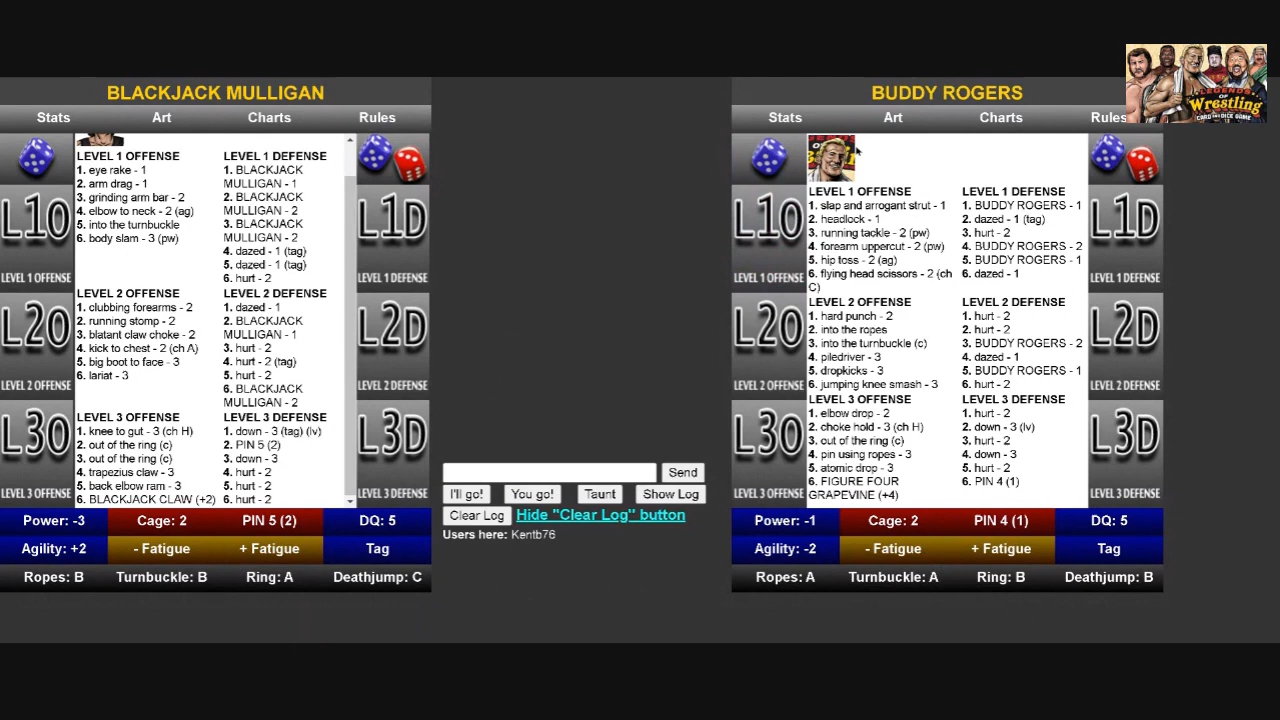 BLACKJACK MULLIGAN
Stats
Art
Charts
Rules
LEVEL 1 OFFENSE
1. eye rake - 1
2. arm drag - 1
3. grinding arm bar - 2
4. elbow to neck - 2 (ag)
5. into the turnbuckle
6. body slam - 3 (pw)
LEVEL 1 DEFENSE
1. BLACKJACK
MULLIGAN - 1
2. BLACKJACK
MULLIGAN - 2
3. BLACKJACK
MULLIGAN - 2
4. dazed - 1 (tag)
5. dazed - 1 (tag)
6. hurt - 2
LEVEL 2 OFFENSE
1. clubbing forearms - 2
2. running stomp - 2
3. blatant claw choke - 2
4. kick to chest - 2 (ch A)
5. big boot to face - 3
6. lariat - 3
LEVEL 2 DEFENSE
1. dazed - 1
2. BLACKJACK
MULLIGAN - 1
3. hurt - 2
4. hurt - 2 (tag)
5. hurt - 2
6. BLACKJACK
MULLIGAN - 2
LEVEL 3 OFFENSE
1. knee to gut - 3 (ch H)
2. out of the ring (c)
3. out of the ring (c)
4. trapezius claw - 3
5. back elbow ram - 3
6. BLACKJACK CLAW (+2)
LEVEL 3 DEFENSE
1. down - 3 (tag) (lv)
2. PIN 5 (2)
3. down - 3
4. hurt - 2
5. hurt - 2
6. hurt - 2
L1O
LEVEL 1 OFFENSE
L2O
LEVEL 2 OFFENSE
L3O
LEVEL 3 OFFENSE
L1D
LEVEL 1 DEFENSE
L2D
LEVEL 2 DEFENSE
L3D
LEVEL 3 DEFENSE
Power: -3
Cage: 2
PIN 5 (2)
DQ: 5
Agility: +2
- Fatigue
+ Fatigue
Tag
Ropes: B
Turnbuckle: B
Ring: A
Deathjump: C
Send
I'll go!
You go!
Taunt
Show Log
Clear Log
Hide "Clear Log" button
Users here: Kentb76
BUDDY ROGERS
Stats
Art
Charts
Rules
LEVEL 1 OFFENSE
1. slap and arrogant strut - 1
2. headlock - 1
3. running tackle - 2 (pw)
4. forearm uppercut - 2 (pw)
5. hip toss - 2 (ag)
6. flying head scissors - 2 (ch
C)
LEVEL 1 DEFENSE
1. BUDDY ROGERS - 1
2. dazed - 1 (tag)
3. hurt - 2
4. BUDDY ROGERS - 2
5. BUDDY ROGERS - 1
6. dazed - 1
LEVEL 2 OFFENSE
1. hard punch - 2
2. into the ropes
3. into the turnbuckle (c)
4. piledriver - 3
5. dropkicks - 3
6. jumping knee smash - 3
LEVEL 2 DEFENSE
1. hurt - 2
2. hurt - 2
3. BUDDY ROGERS - 2
4. dazed - 1
5. BUDDY ROGERS - 1
6. hurt - 2
LEVEL 3 OFFENSE
1. elbow drop - 2
2. choke hold - 3 (ch H)
3. out of the ring (c)
4. pin using ropes - 3
5. atomic drop - 3
6. FIGURE FOUR
GRAPEVINE (+4)
LEVEL 3 DEFENSE
1. hurt - 2
2. down - 3 (lv)
3. hurt - 2
4. down - 3
5. hurt - 2
6. PIN 4 (1)
L1O
LEVEL 1 OFFENSE
L2O
LEVEL 2 OFFENSE
L3O
LEVEL 3 OFFENSE
L1D
LEVEL 1 DEFENSE
L2D
LEVEL 2 DEFENSE
L3D
LEVEL 3 DEFENSE
Power: -1
Cage: 2
PIN 4 (1)
DQ: 5
Agility: -2
- Fatigue
+ Fatigue
Tag
Ropes: A
Turnbuckle: A
Ring: B
Deathjump: B
LEGENDS
OF
Wrestling
CARD AND DICE GAME